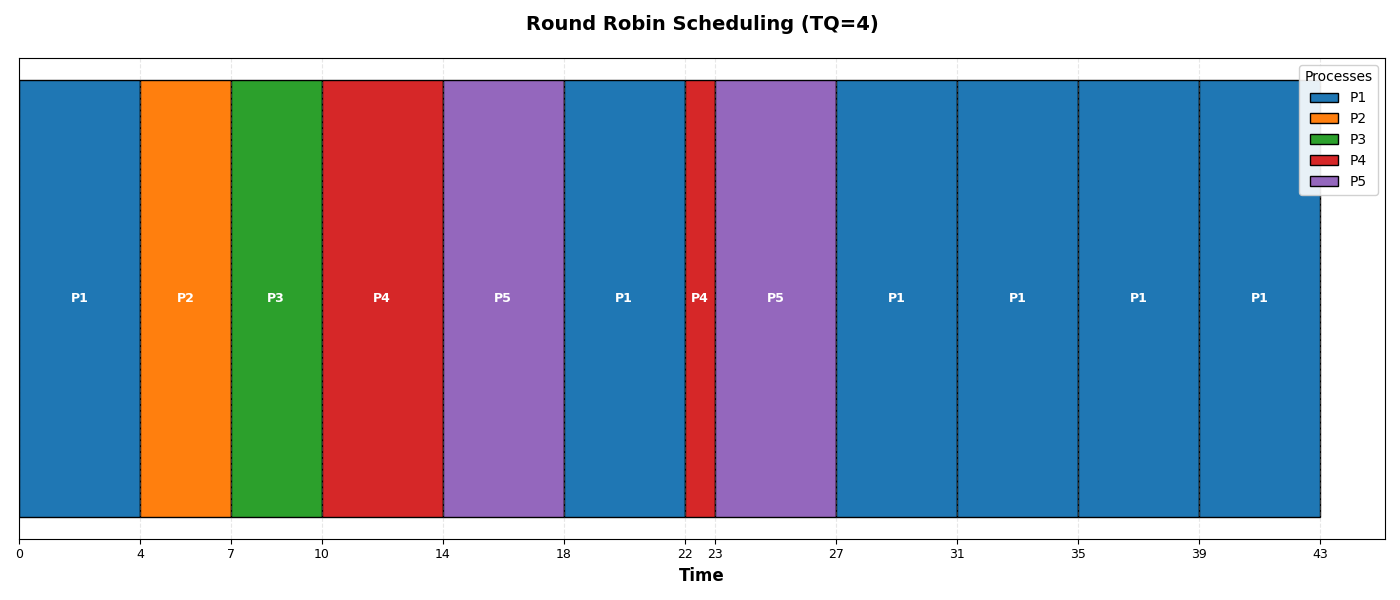 Round Robin Scheduling (TQ=4)
Processes
P1
P2
P3
P4
P5
P1 P2 P3 P4 P5 P1 P4 P5 P1 P1 P1 P1
0 4 7 10 14 18 22 23 27 31 35 39 43
Time